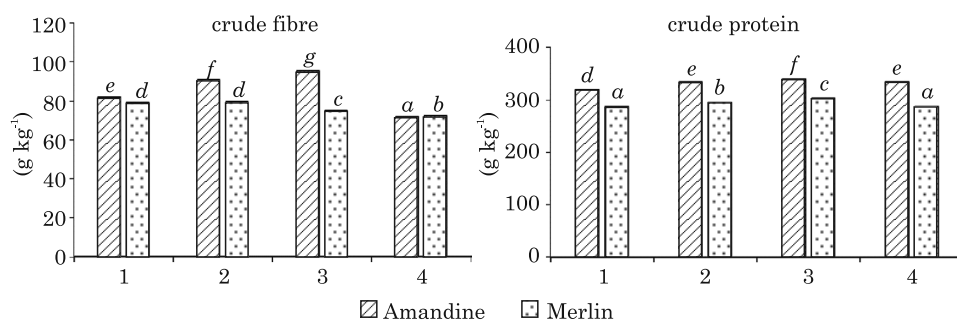 crude fibre
120
100
80
60
40
20
0
(g kg⁻¹)
e d f d g c a b
1 2 3 4
crude protein
400
300
200
100
0
(g kg⁻¹)
d a e b f c e a
1 2 3 4
Amandine Merlin